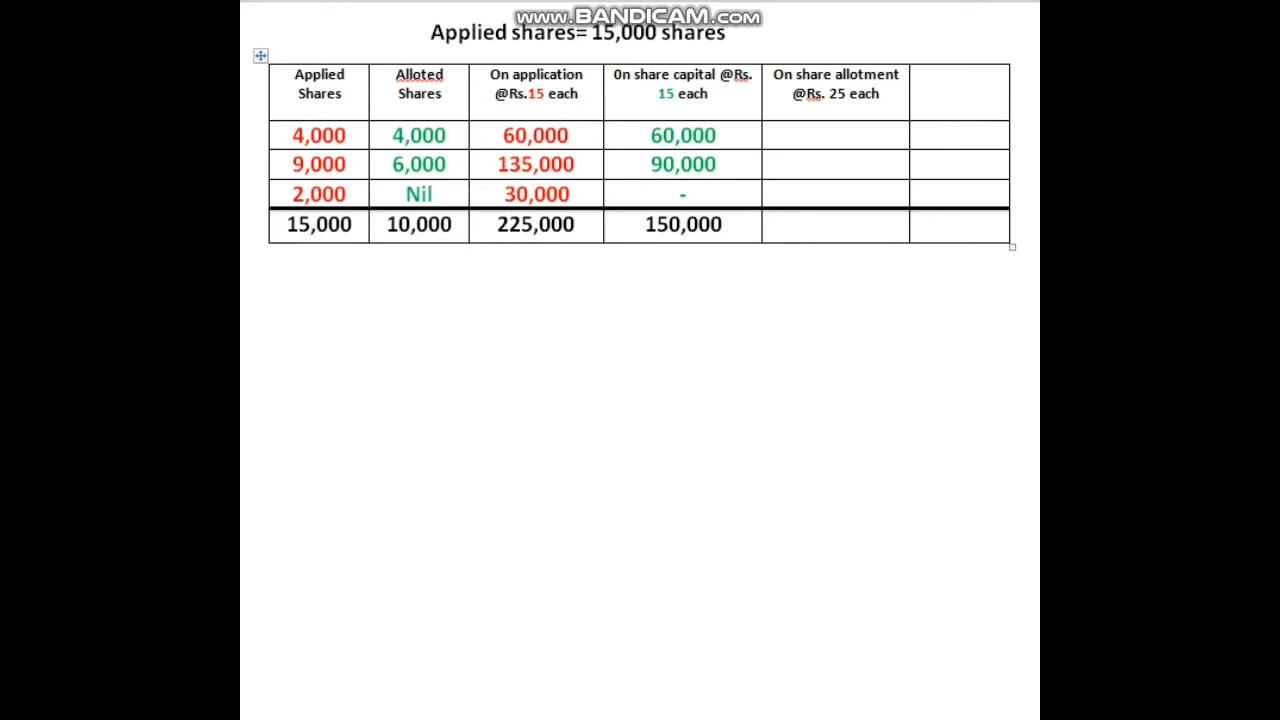 www.BANDICAM.com
Applied shares= 15,000 shares
Applied Shares | Alloted Shares | On application @Rs.15 each | 0n share capital @Rs. 15 each | On share allotment @Rs. 25 each
4,000 | 4,000 | 60,000 | 60,000
9,000 | 6,000 | 135,000 | 90,000
2,000 | Nil | 30,000 | -
15,000 | 10,000 | 225,000 | 150,000